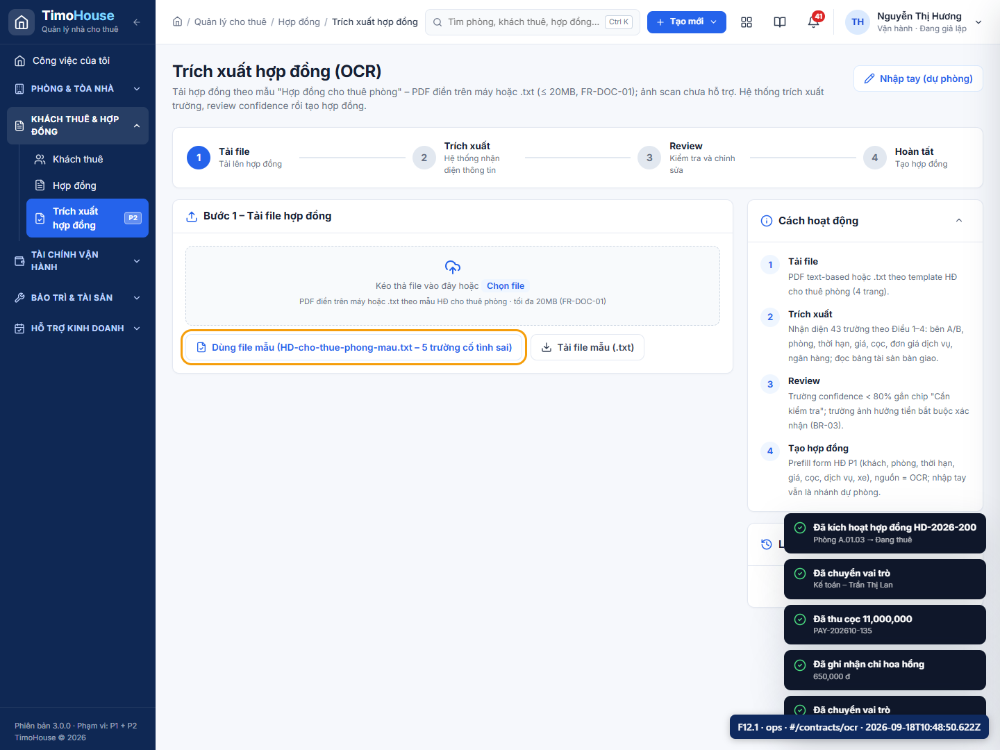 TimoHouse
Quản lý nhà cho thuê
Công việc của tôi
PHÒNG & TÒA NHÀ
KHÁCH THUÊ & HỢP
ĐỒNG
Khách thuê
Hợp đồng
Trích xuất
hợp đồng
P2
TÀI CHÍNH VẬN
HÀNH
BẢO TRÌ & TÀI SẢN
HỖ TRỢ KINH DOANH
Phiên bản 3.0.0 · Phạm vi: P1 + P2
TimoHouse © 2026
/ Quản lý cho thuê / Hợp đồng / Trích xuất hợp đồng
Tìm phòng, khách thuê, hợp đồng...
Ctrl K
Tạo mới
41
TH
Nguyễn Thị Hương
Vận hành · Đang giả lập
Trích xuất hợp đồng (OCR)
Tải hợp đồng theo mẫu "Hợp đồng cho thuê phòng" – PDF điền trên máy hoặc .txt (≤ 20MB, FR-DOC-01); ảnh scan chưa hỗ trợ. Hệ thống trích xuất
trường, review confidence rồi tạo hợp đồng.
Nhập tay (dự phòng)
1
Tải file
Tải lên hợp đồng
2
Trích xuất
Hệ thống nhận
diện thông tin
3
Review
Kiểm tra và chỉnh
sửa
4
Hoàn tất
Tạo hợp đồng
Bước 1 – Tải file hợp đồng
Kéo thả file vào đây hoặc Chọn file
PDF điền trên máy hoặc .txt theo mẫu HĐ cho thuê phòng · tối đa 20MB (FR-DOC-01)
Dùng file mẫu (HD-cho-thue-phong-mau.txt – 5 trường cố tình sai)
Tải file mẫu (.txt)
Cách hoạt động
1
Tải file
PDF text-based hoặc .txt theo template HĐ
cho thuê phòng (4 trang).
2
Trích xuất
Nhận diện 43 trường theo Điều 1–4: bên A/B,
phòng, thời hạn, giá, cọc, đơn giá dịch vụ,
ngân hàng; đọc bảng tài sản bàn giao.
3
Review
Trường confidence < 80% gắn chip "Cần
kiểm tra"; trường ảnh hưởng tiền bắt buộc xác
nhận (BR-03).
4
Tạo hợp đồng
Prefill form HĐ P1 (khách, phòng, thời hạn,
giá, cọc, dịch vụ, xe), nguồn = OCR; nhập tay
vẫn là nhánh dự phòng.
Đã kích hoạt hợp đồng HD-2026-200
Phòng A.01.03 → Đang thuê
Đã chuyển vai trò
Kế toán – Trần Thị Lan
Đã thu cọc 11,000,000
PAY-202610-135
Đã ghi nhận chi hoa hồng
650,000 đ
Đã chuyển vai trò
F12.1 · ops · #/contracts/ocr · 2026-09-18T10:48:50.622Z